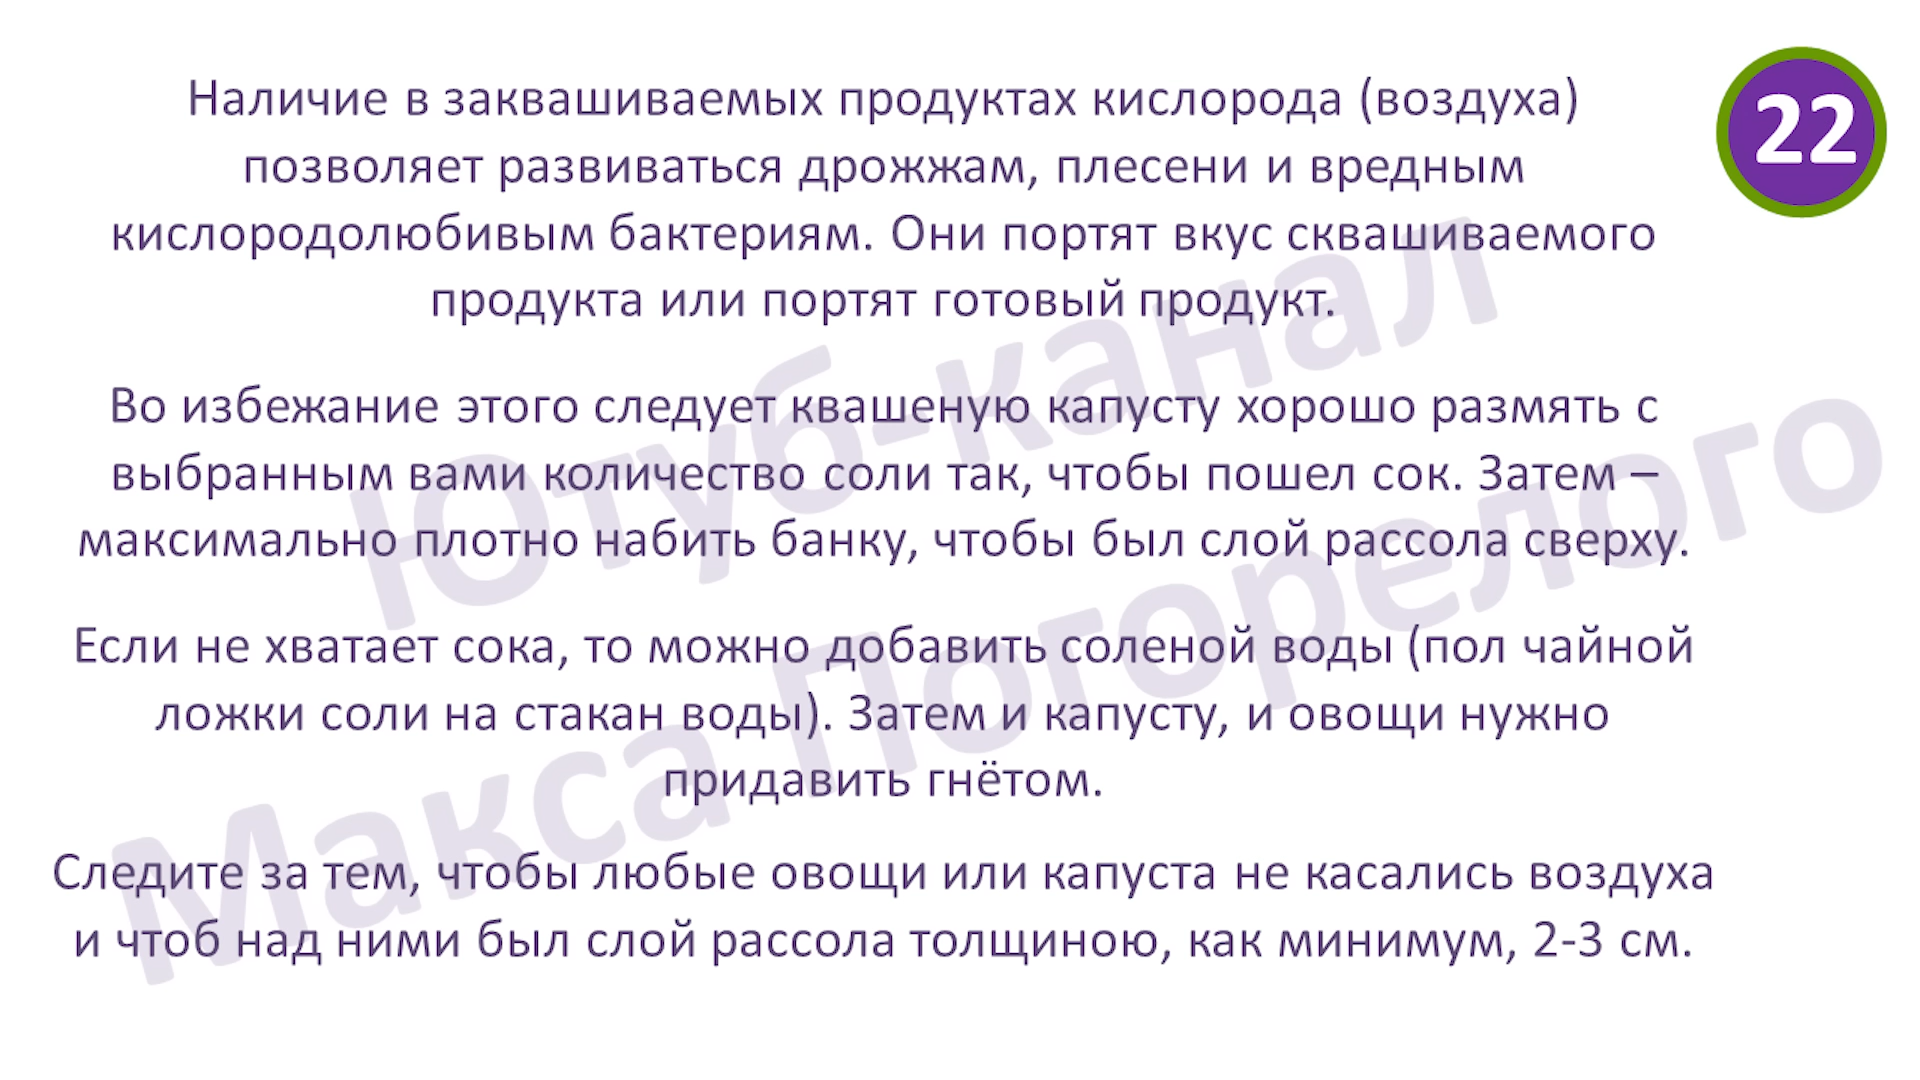 Наличие в заквашиваемых продуктах кислорода (воздуха)
позволяет развиваться дрожжам, плесени и вредным
кислородолюбивым бактериям. Они портят вкус сквашиваемого
продукта или портят готовый продукт.
Во избежание этого следует квашеную капусту хорошо размять с
выбранным вами количество соли так, чтобы пошел сок. Затем –
максимально плотно набить банку, чтобы был слой рассола сверху.
Если не хватает сока, то можно добавить соленой воды (пол чайной
ложки соли на стакан воды). Затем и капусту, и овощи нужно
придавить гнётом.
Следите за тем, чтобы любые овощи или капуста не касались воздуха
и чтоб над ними был слой рассола толщиною, как минимум, 2-3 см.
22
Ютуб-канал
Макса Погорелого